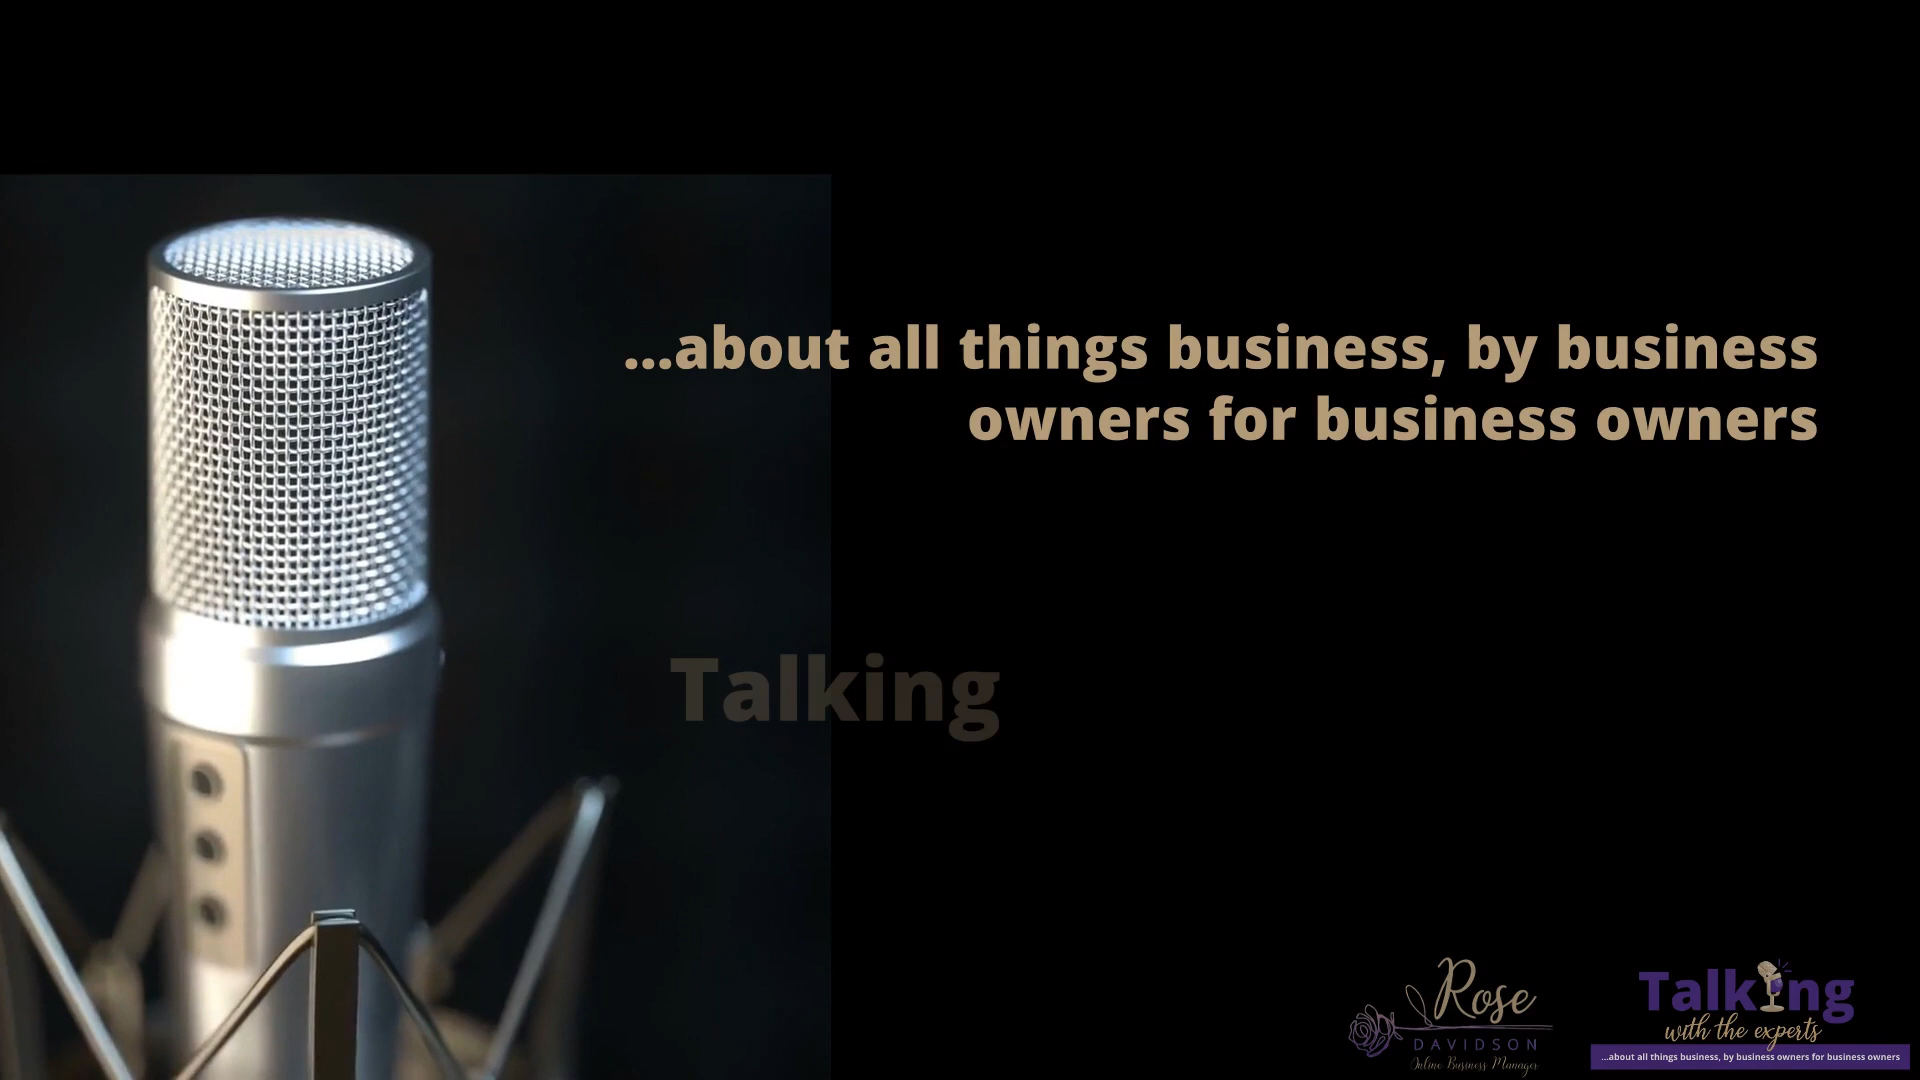 ...about all things business, by business
owners for business owners
Talking
Rose
DAVIDSON
Online Business Manager
Talking
with the experts
...about all things business, by business owners for business owners